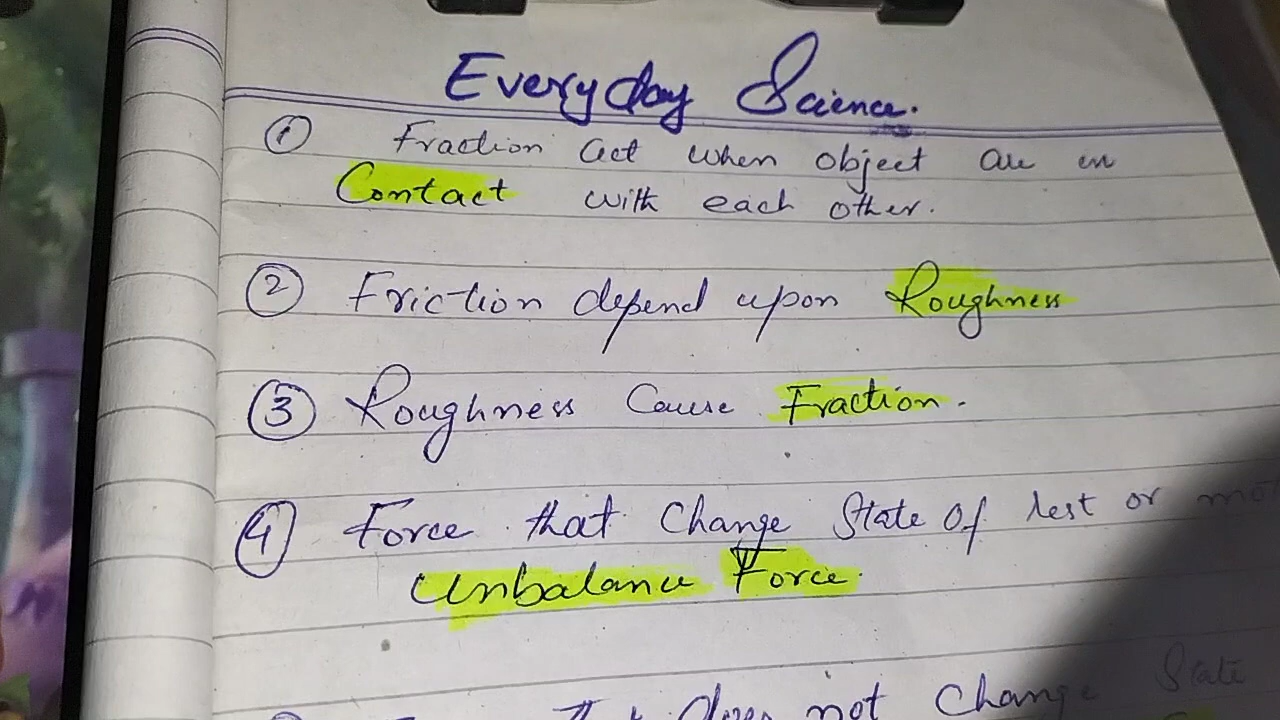 Everyday Science.
① Fraction act when object are in
Contact with each other.
② Friction depend upon Roughness
③ Roughness Cause Fraction.
④ Force that Change State of rest or
Unbalance Force.
does not Change State